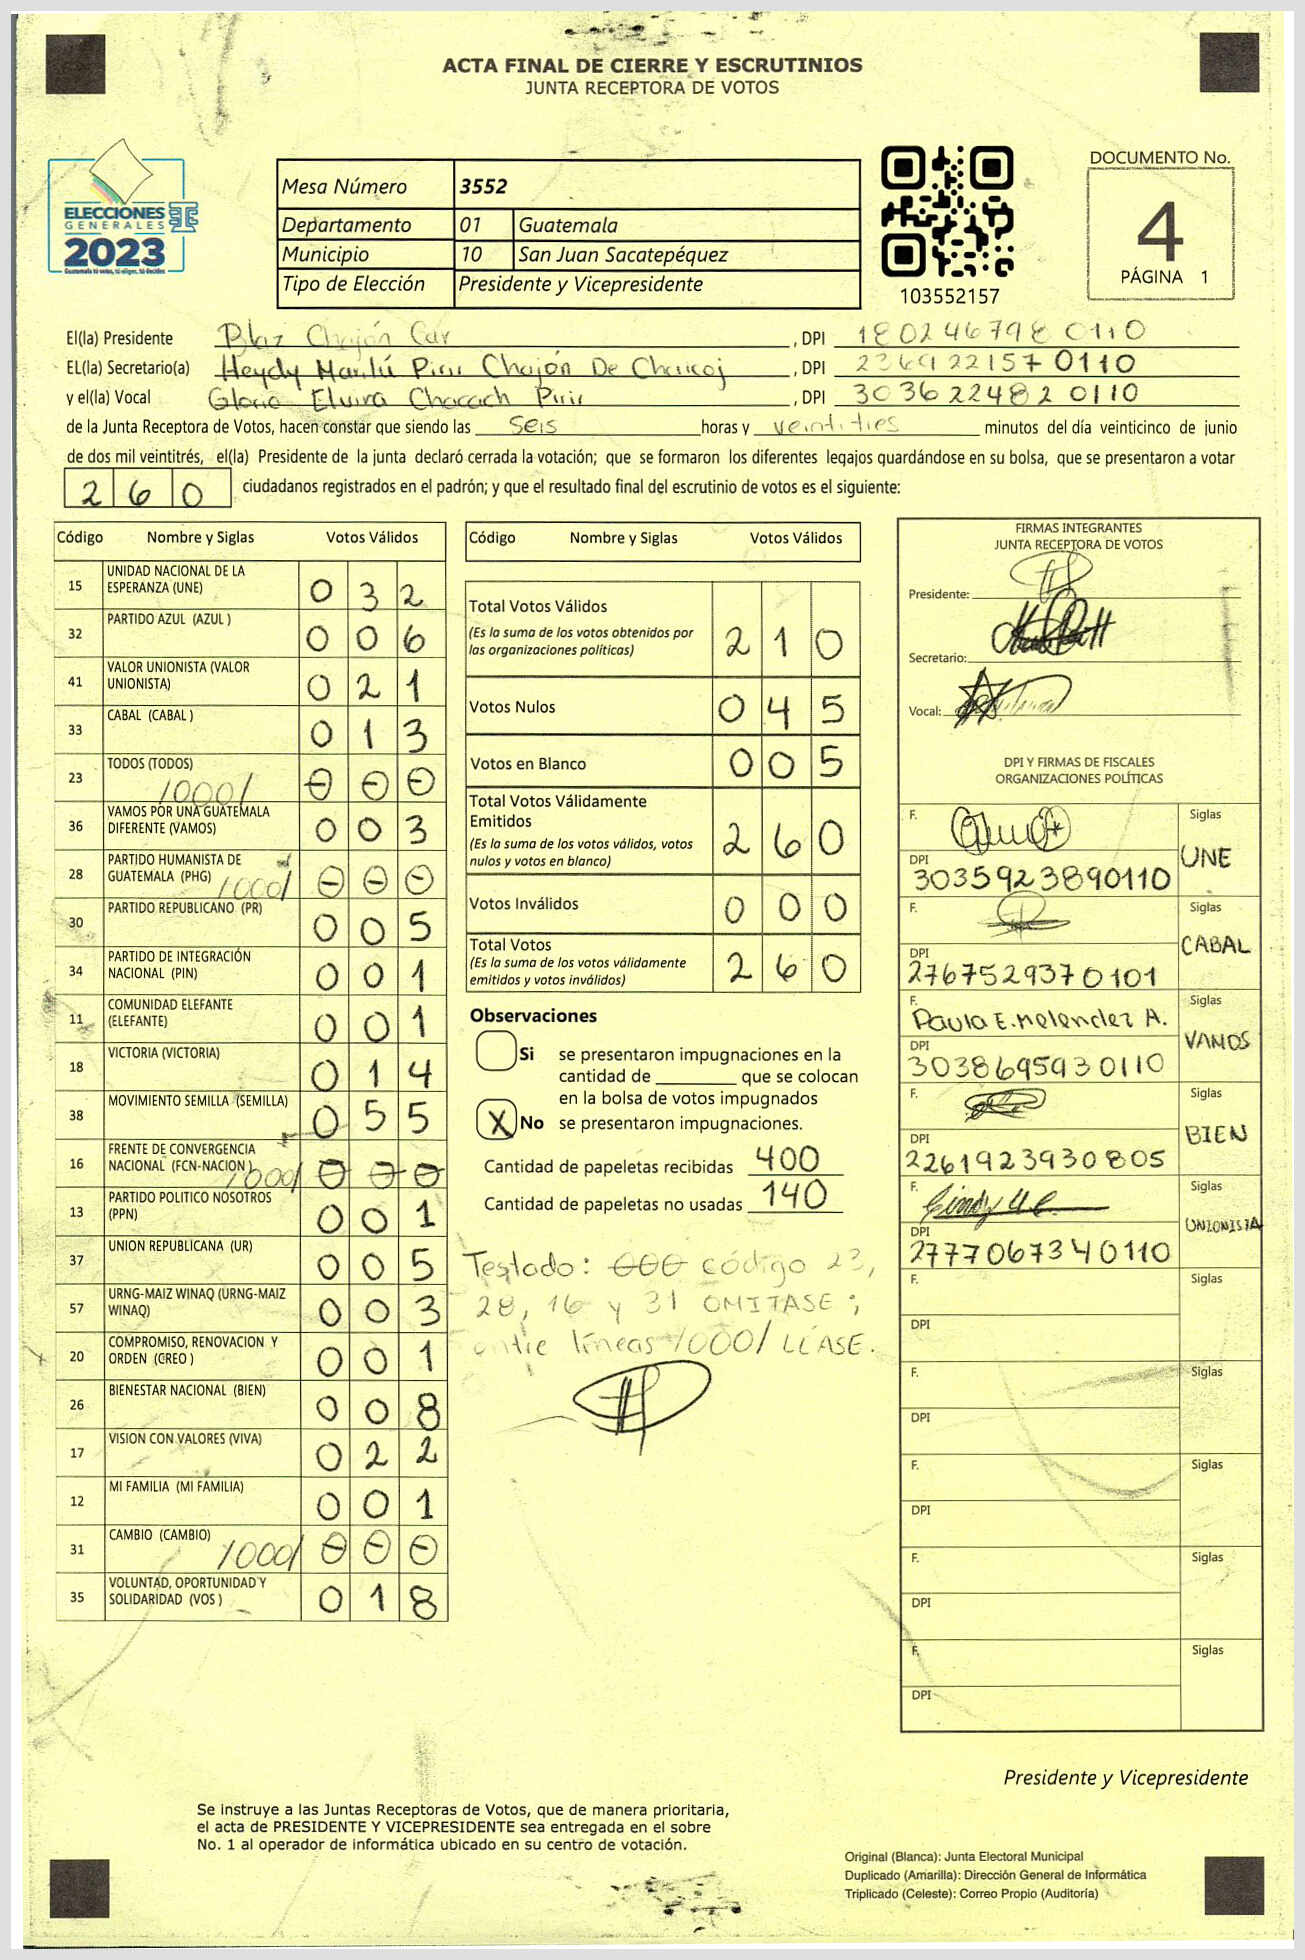 ACTA FINAL DE CIERRE Y ESCRUTINIOS
JUNTA RECEPTORA DE VOTOS
ELECCIONES
GENERALES
2023
Guatemala tú votas, tú eliges, tú decides
Mesa Número 3552
Departamento 01 Guatemala
Municipio 10 San Juan Sacatepéquez
Tipo de Elección Presidente y Vicepresidente
103552157
DOCUMENTO No.
4
PÁGINA 1
El(la) Presidente Blaz Chajón Car, DPI 180246798 0110
EL(la) Secretario(a) Heydy Marilú Pirir Chajón De Chacoj, DPI 236922157 0110
y el(la) Vocal Gloria Elvira Chacach Pirir, DPI 303622482 0110
de la Junta Receptora de Votos, hacen constar que siendo las seis horas y veintitres minutos del día veinticinco de junio
de dos mil veintitrés, el(la) Presidente de la junta declaró cerrada la votación; que se formaron los diferentes legajos guardándose en su bolsa, que se presentaron a votar
260 ciudadanos registrados en el padrón; y que el resultado final del escrutinio de votos es el siguiente:
Código Nombre y Siglas Votos Válidos
15 UNIDAD NACIONAL DE LA ESPERANZA (UNE) 0 3 2
32 PARTIDO AZUL (AZUL ) 0 0 6
41 VALOR UNIONISTA (VALOR UNIONISTA) 0 2 1
33 CABAL (CABAL ) 0 1 3
23 TODOS (TODOS) /000/ 0 0 0
36 VAMOS POR UNA GUATEMALA DIFERENTE (VAMOS) 0 0 3
28 PARTIDO HUMANISTA DE GUATEMALA (PHG) /000/ 0 0 0
30 PARTIDO REPUBLICANO (PR) 0 0 5
34 PARTIDO DE INTEGRACIÓN NACIONAL (PIN) 0 0 1
11 COMUNIDAD ELEFANTE (ELEFANTE) 0 0 1
18 VICTORIA (VICTORIA) 0 1 4
38 MOVIMIENTO SEMILLA (SEMILLA) 0 5 5
16 FRENTE DE CONVERGENCIA NACIONAL (FCN-NACION ) /000/ 0 0 0
13 PARTIDO POLITICO NOSOTROS (PPN) 0 0 1
37 UNION REPUBLICANA (UR) 0 0 5
57 URNG-MAIZ WINAQ (URNG-MAIZ WINAQ) 0 0 3
20 COMPROMISO, RENOVACION Y ORDEN (CREO ) 0 0 1
26 BIENESTAR NACIONAL (BIEN) 0 0 8
17 VISION CON VALORES (VIVA) 0 2 2
12 MI FAMILIA (MI FAMILIA) 0 0 1
31 CAMBIO (CAMBIO) /000/ 0 0 0
35 VOLUNTAD, OPORTUNIDAD Y SOLIDARIDAD (VOS ) 0 1 8
Código Nombre y Siglas Votos Válidos
Total Votos Válidos 2 1 0
(Es la suma de los votos obtenidos por
las organizaciones políticas)
Votos Nulos 0 4 5
Votos en Blanco 0 0 5
Total Votos Válidamente
Emitidos 2 6 0
(Es la suma de los votos válidos, votos
nulos y votos en blanco)
Votos Inválidos 0 0 0
Total Votos 2 6 0
(Es la suma de los votos válidamente
emitidos y votos inválidos)
Observaciones
Si se presentaron impugnaciones en la
cantidad de ________ que se colocan
en la bolsa de votos impugnados
X No se presentaron impugnaciones.
Cantidad de papeletas recibidas 400
Cantidad de papeletas no usadas 140
Testado: 000 código 23,
28, 16 y 31 OMITASE;
entre líneas /000/ LÉASE.
FIRMAS INTEGRANTES
JUNTA RECEPTORA DE VOTOS
Presidente:
Secretario:
Vocal:
DPI Y FIRMAS DE FISCALES
ORGANIZACIONES POLÍTICAS
F. Siglas
UNE
DPI
3035923890110
F. Siglas
CABAL
DPI
2767529370101
F. Siglas
Paula E. Melendez A.
VAMOS
DPI
3038695930110
F. Siglas
BIEN
DPI
2261923930805
F. Siglas
UNIONISTA
DPI
2777067340110
F. Siglas
DPI
F. Siglas
DPI
F. Siglas
DPI
F. Siglas
DPI
F. Siglas
DPI
Presidente y Vicepresidente
Se instruye a las Juntas Receptoras de Votos, que de manera prioritaria,
el acta de PRESIDENTE Y VICEPRESIDENTE sea entregada en el sobre
No. 1 al operador de informática ubicado en su centro de votación.
Original (Blanca): Junta Electoral Municipal
Duplicado (Amarilla): Dirección General de Informática
Triplicado (Celeste): Correo Propio (Auditoría)